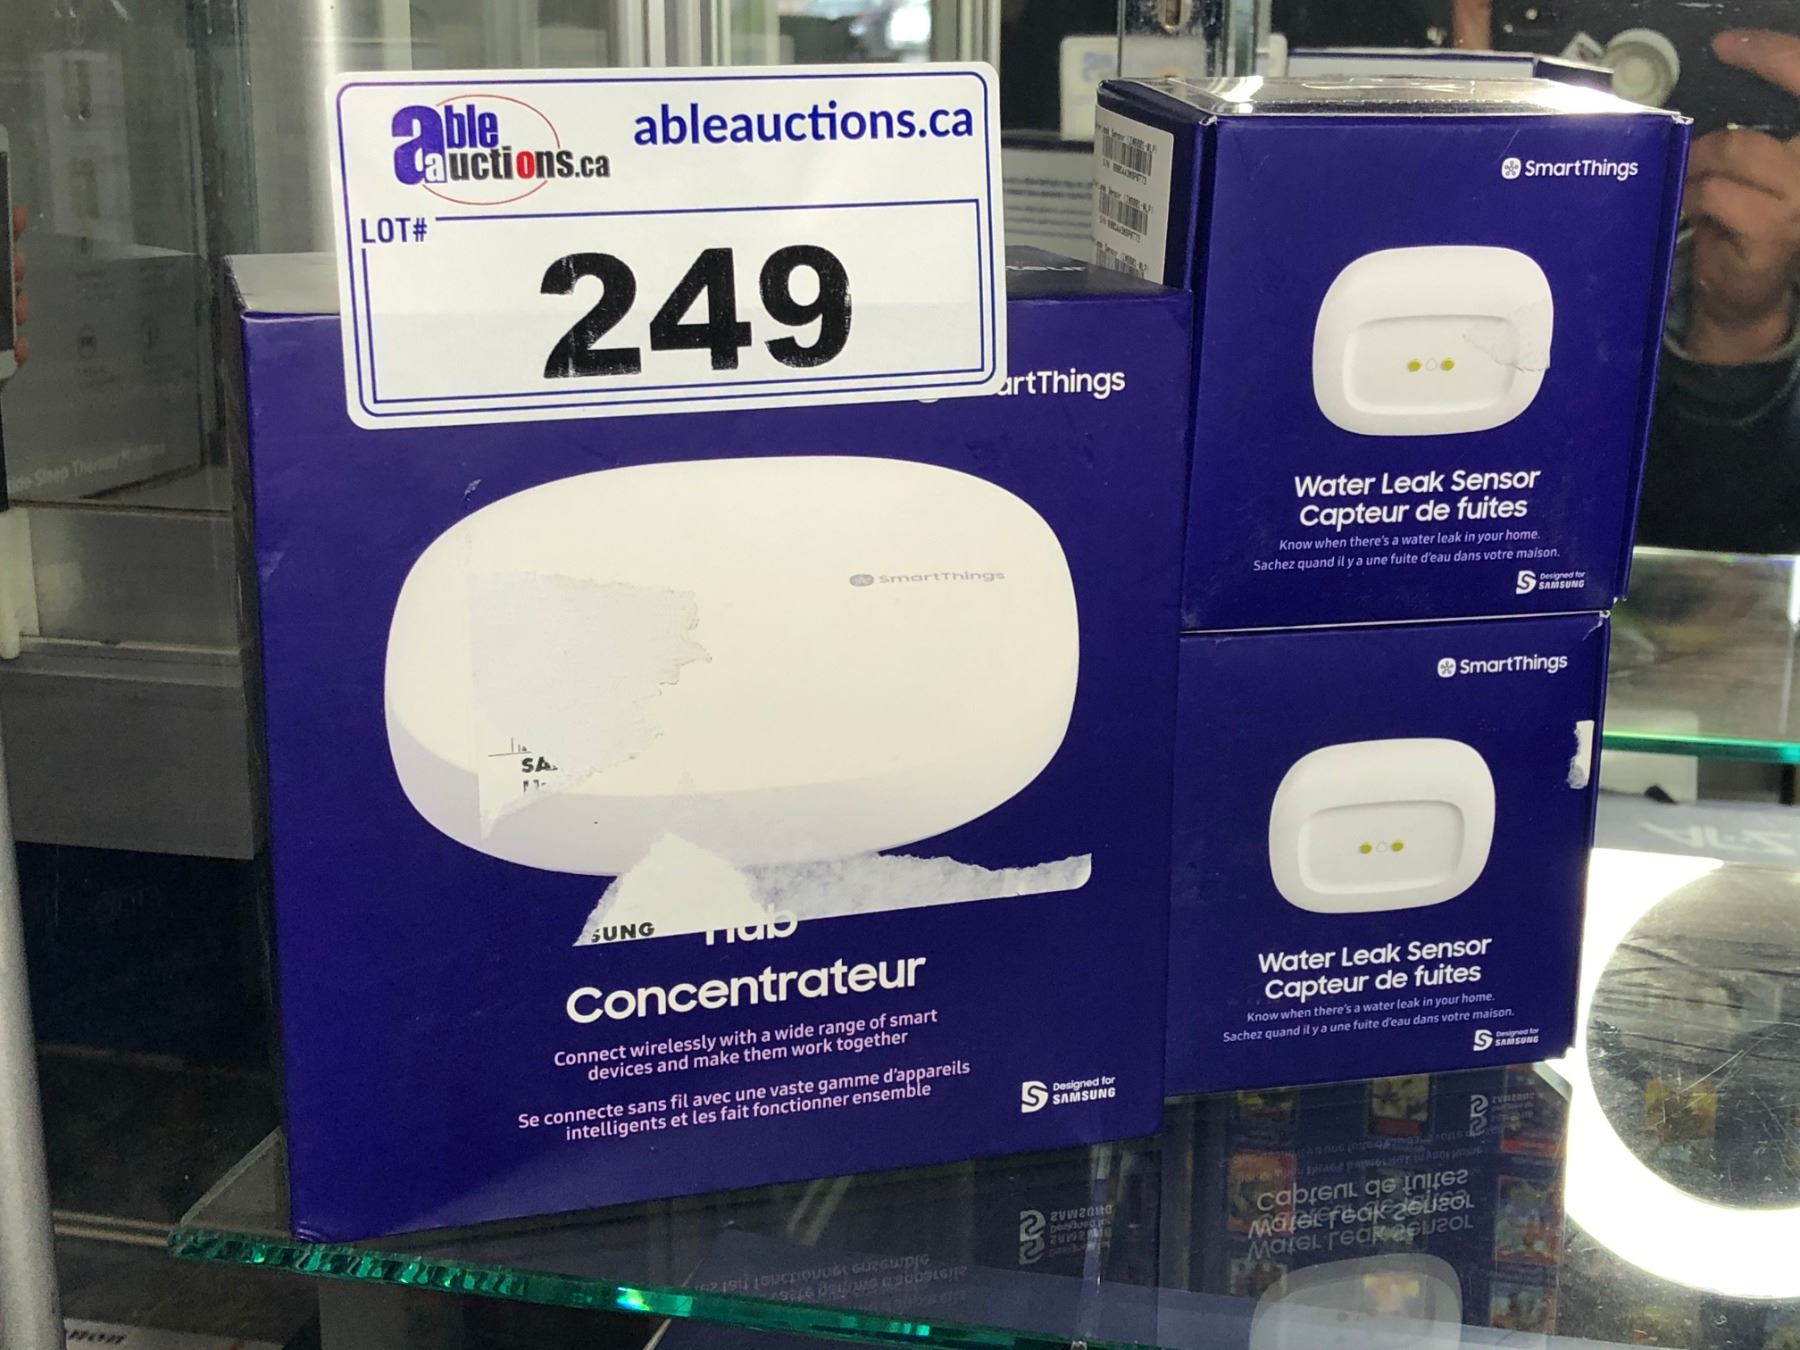 able auctions.ca
ableauctions.ca
LOT#
249
SmartThings
SA
SUNG
Hub
Concentrateur
Connect wirelessly with a wide range of smart
devices and make them work together
Se connecte sans fil avec une vaste gamme d'appareils
intelligents et les fait fonctionner ensemble
Designed for
SAMSUNG
SmartThings
Water Leak Sensor
Capteur de fuites
Know when there's a water leak in your home.
Sachez quand il y a une fuite d'eau dans votre maison.
Designed for
SAMSUNG
SmartThings
Water Leak Sensor
Capteur de fuites
Know when there's a water leak in your home.
Sachez quand il y a une fuite d'eau dans votre maison.
Designed for
SAMSUNG
artThings
Sleep Therapy